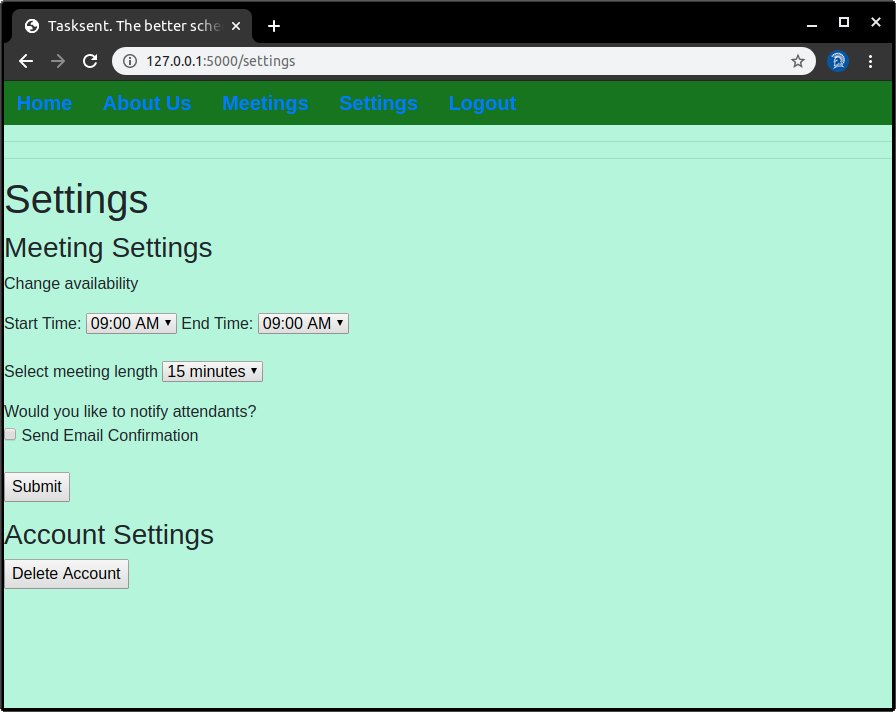 Tasksent. The better sche
127.0.0.1:5000/settings
Home About Us Meetings Settings Logout
Settings
Meeting Settings
Change availability
Start Time: 09:00 AM End Time: 09:00 AM
Select meeting length 15 minutes
Would you like to notify attendants?
Send Email Confirmation
Submit
Account Settings
Delete Account